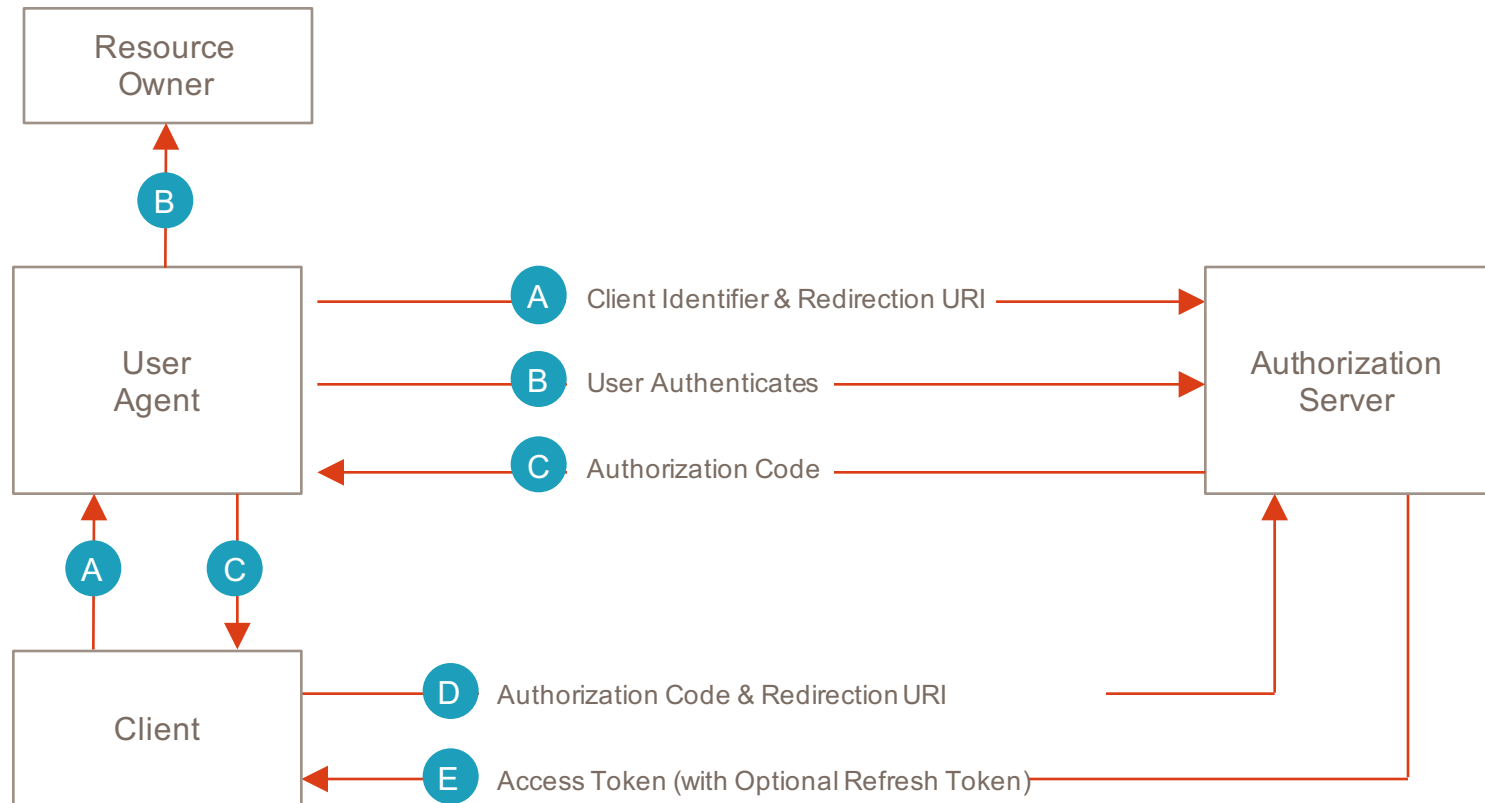 Resource
Owner
B
A Client Identifier & Redirection URI
User
Agent
B User Authenticates
Authorization
Server
C Authorization Code
A
C
D Authorization Code & Redirection URI
Client
E Access Token (with Optional Refresh Token)